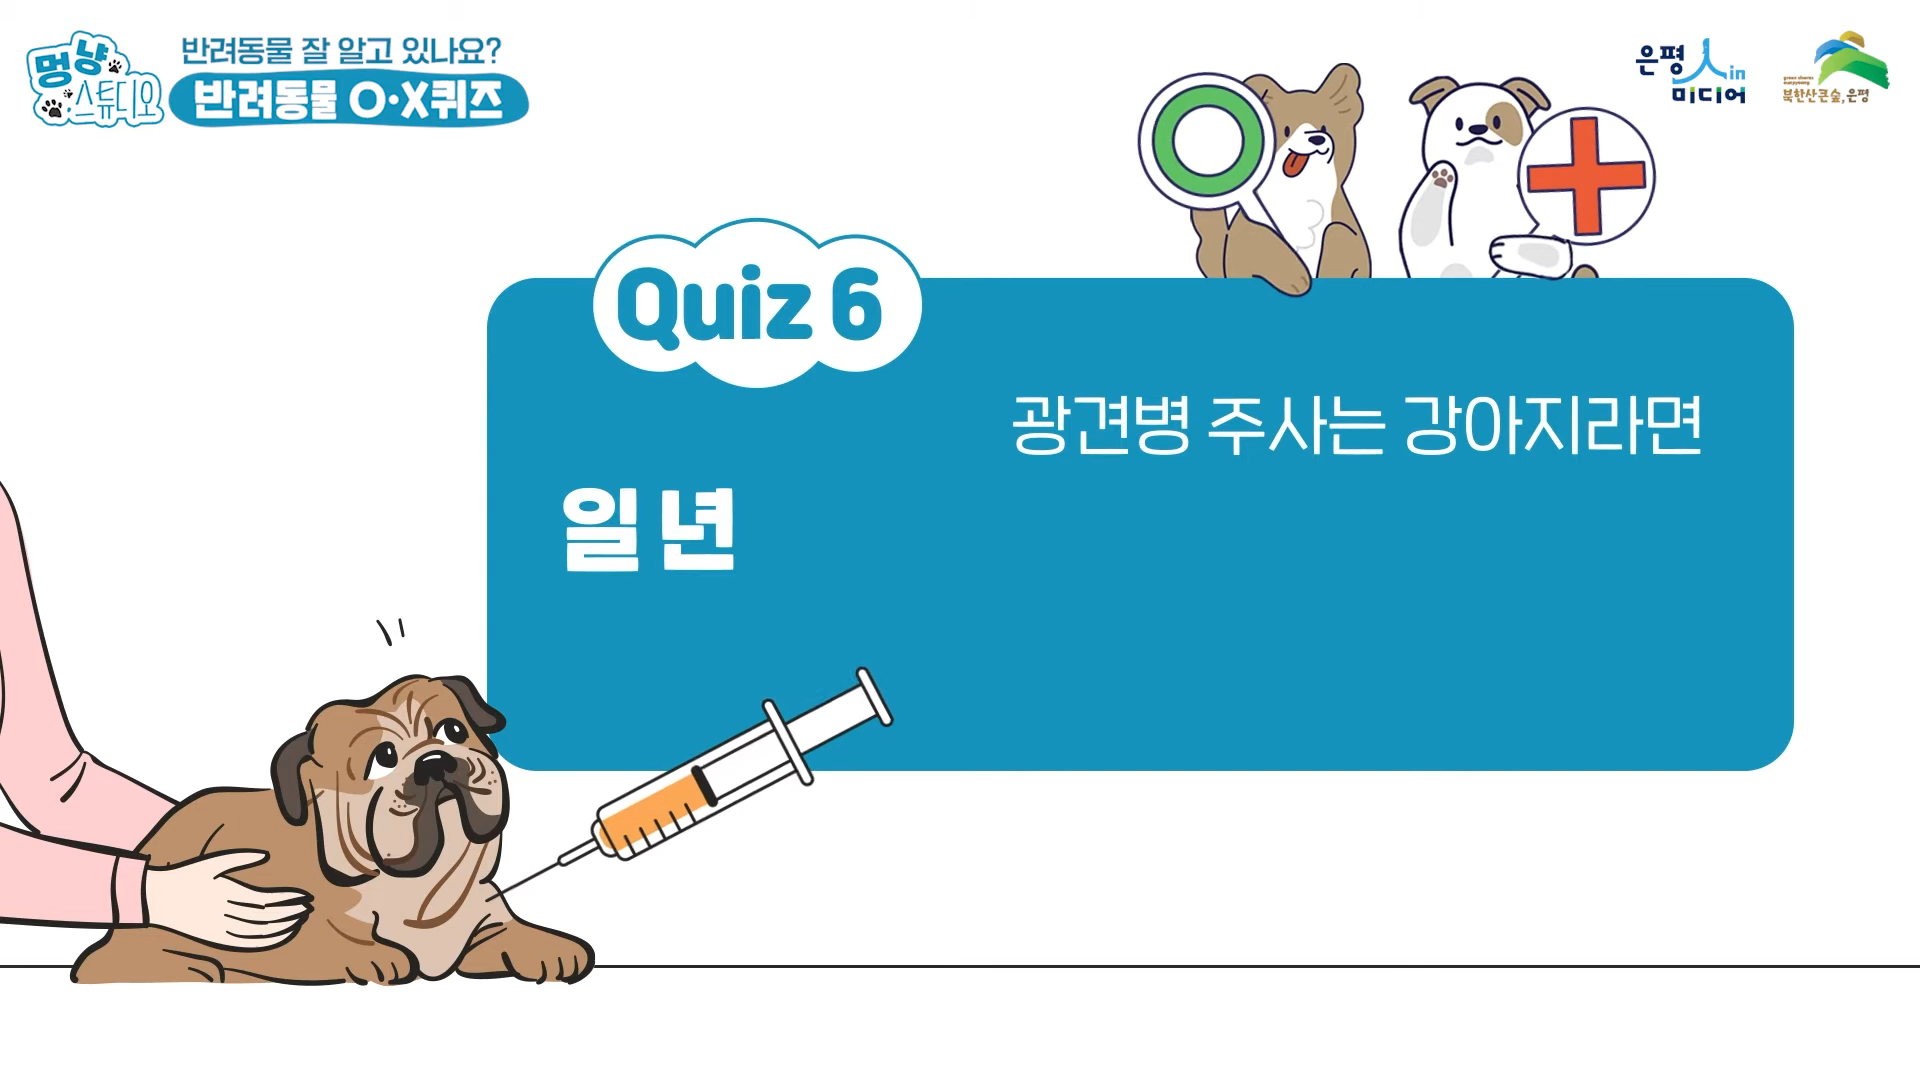 멍냥
스튜디오
반려동물 잘 알고 있나요?
반려동물 O·X퀴즈
은평 人 in
미디어
북한산큰숲, 은평
Quiz 6
광견병 주사는 강아지라면
일 년